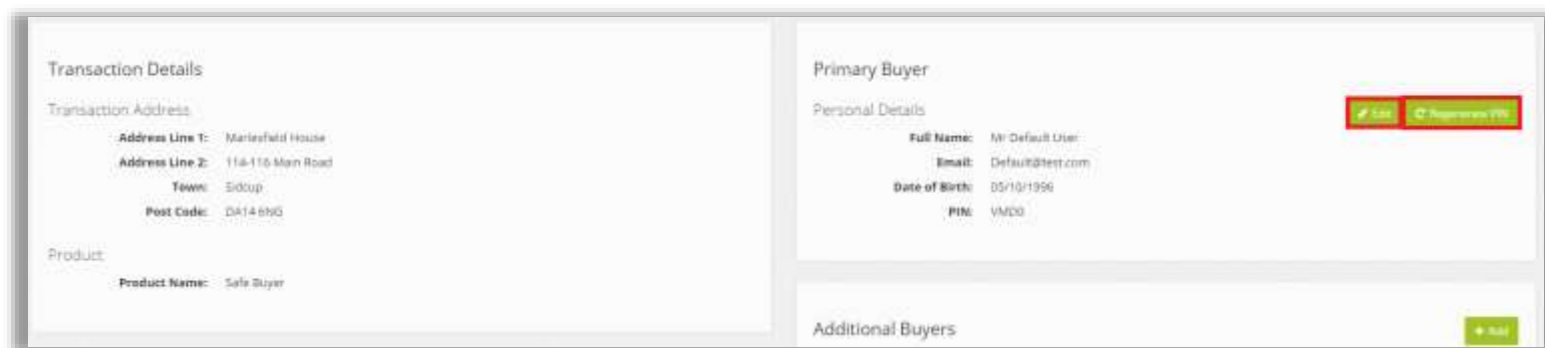 Transaction Details
Transaction Address
Address Line 1: Mariesfield House
Address Line 2: 114-116 Main Road
Town: Sidcup
Post Code: DA14 6NG
Product
Product Name: Safe Buyer
Primary Buyer
Personal Details
Edit
Regenerate PIN
Full Name: Mr Default User
Email: Default@test.com
Date of Birth: 05/10/1996
PIN: VMD0
Additional Buyers
Add